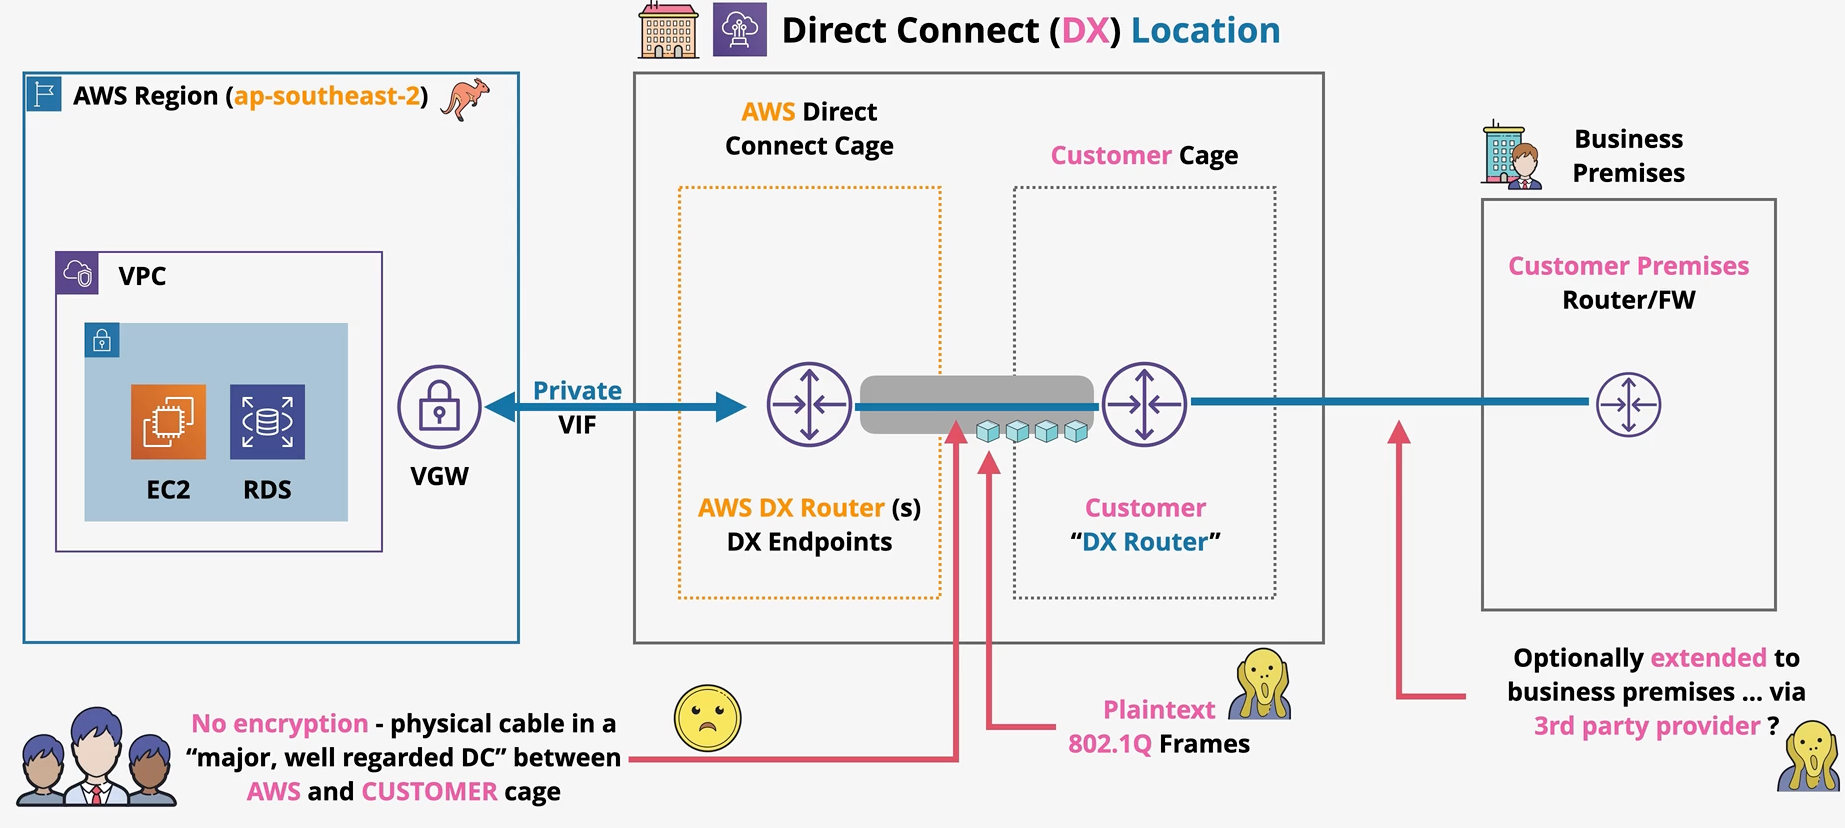 Direct Connect (DX) Location
AWS Region (ap-southeast-2)
VPC
EC2
RDS
VGW
Private
VIF
AWS Direct
Connect Cage
AWS DX Router (s)
DX Endpoints
Customer Cage
Customer
“DX Router”
Business
Premises
Customer Premises
Router/FW
No encryption - physical cable in a
“major, well regarded DC” between
AWS and CUSTOMER cage
Plaintext
802.1Q Frames
Optionally extended to
business premises ... via
3rd party provider ?